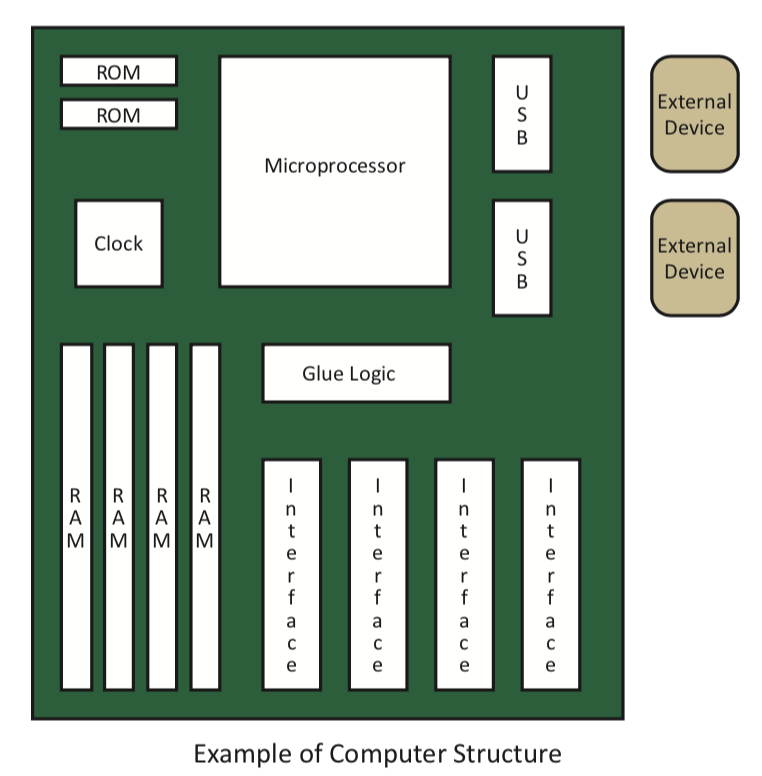 ROM
ROM
Microprocessor
USB
External
Device
Clock
USB
External
Device
Glue Logic
RAM
RAM
RAM
RAM
Interface
Interface
Interface
Interface
Example of Computer Structure